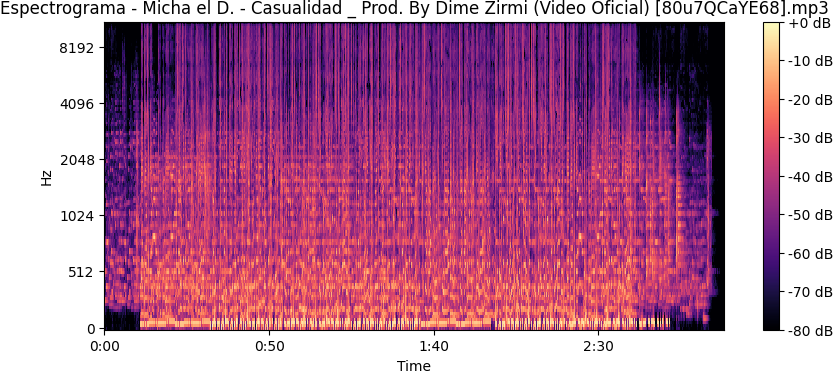 Espectrograma - Micha el D. - Casualidad _ Prod. By Dime Zirmi (Video Oficial) [80u7QCaYE68].mp3
8192
4096
2048
1024
512
0
Hz
0:00
0:50
1:40
2:30
Time
+0 dB
-10 dB
-20 dB
-30 dB
-40 dB
-50 dB
-60 dB
-70 dB
-80 dB